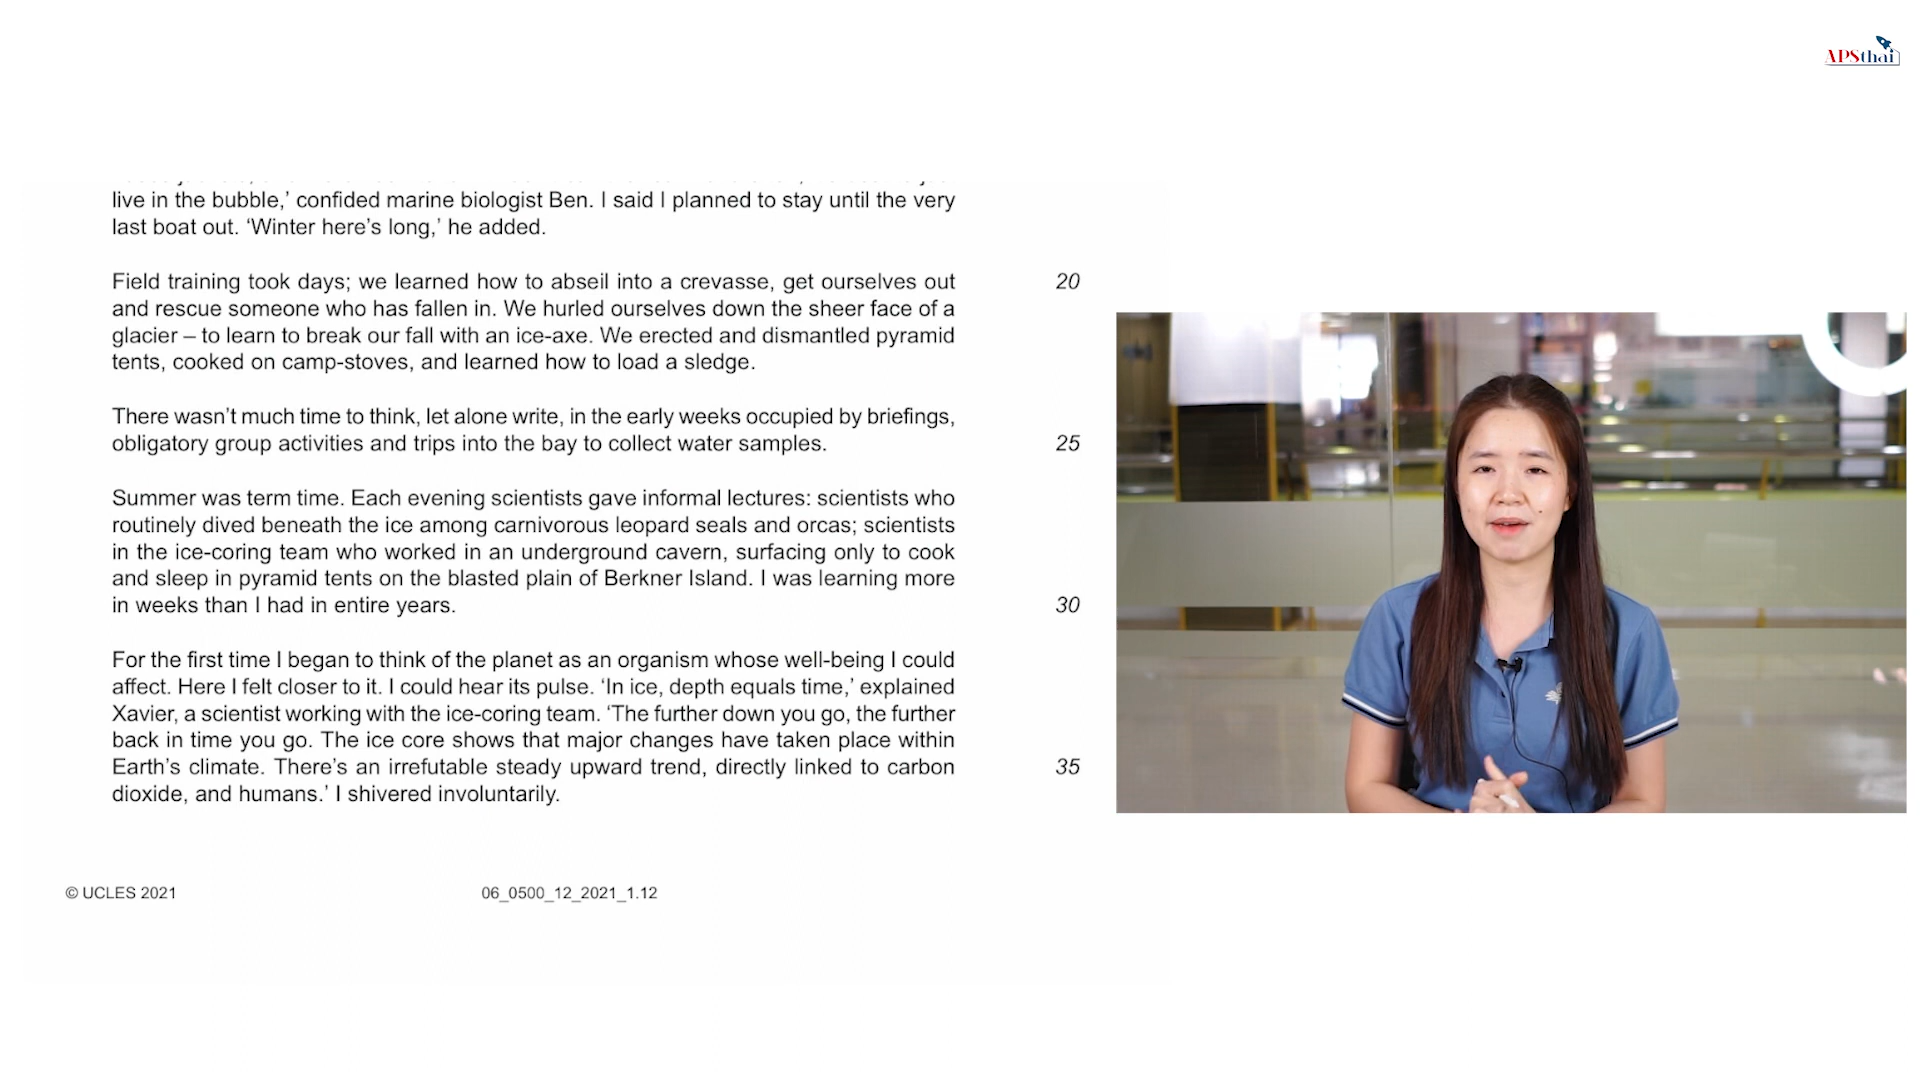 APSthai
live in the bubble,’ confided marine biologist Ben. I said I planned to stay until the very
last boat out. ‘Winter here’s long,’ he added.
Field training took days; we learned how to abseil into a crevasse, get ourselves out 20
and rescue someone who has fallen in. We hurled ourselves down the sheer face of a
glacier – to learn to break our fall with an ice-axe. We erected and dismantled pyramid
tents, cooked on camp-stoves, and learned how to load a sledge.
There wasn’t much time to think, let alone write, in the early weeks occupied by briefings,
obligatory group activities and trips into the bay to collect water samples. 25
Summer was term time. Each evening scientists gave informal lectures: scientists who
routinely dived beneath the ice among carnivorous leopard seals and orcas; scientists
in the ice-coring team who worked in an underground cavern, surfacing only to cook
and sleep in pyramid tents on the blasted plain of Berkner Island. I was learning more
in weeks than I had in entire years. 30
For the first time I began to think of the planet as an organism whose well-being I could
affect. Here I felt closer to it. I could hear its pulse. ‘In ice, depth equals time,’ explained
Xavier, a scientist working with the ice-coring team. ‘The further down you go, the further
back in time you go. The ice core shows that major changes have taken place within
Earth’s climate. There’s an irrefutable steady upward trend, directly linked to carbon 35
dioxide, and humans.’ I shivered involuntarily.
© UCLES 2021 06_0500_12_2021_1.12